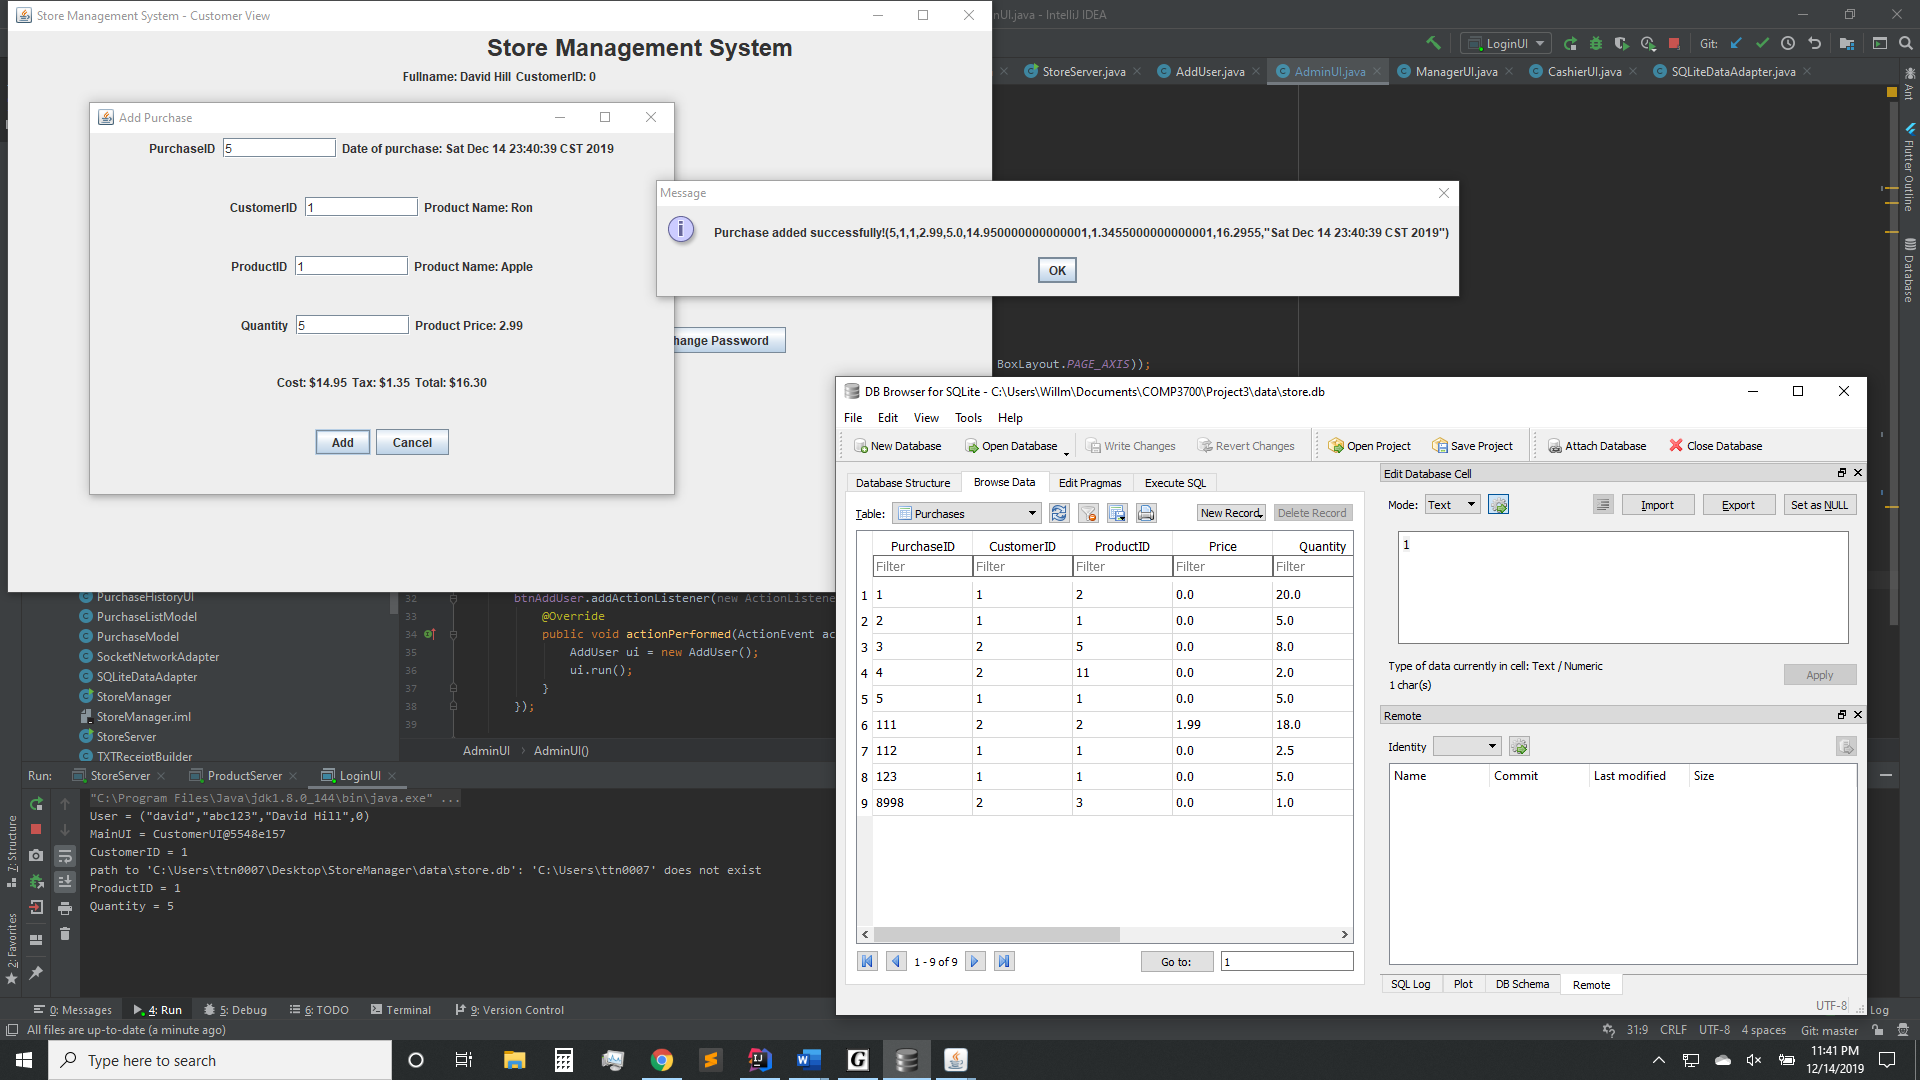 Store Management System - Customer View
Store Management System
Fullname: David Hill CustomerID: 0
Add Purchase
PurchaseID 5 Date of purchase: Sat Dec 14 23:40:39 CST 2019
CustomerID 1 Product Name: Ron
ProductID 1 Product Name: Apple
Quantity 5 Product Price: 2.99
Cost: $14.95 Tax: $1.35 Total: $16.30
Add Cancel
hange Password
Message
Purchase added successfully!(5,1,1,2.99,5.0,14.950000000000001,1.3455000000000001,16.2955,"Sat Dec 14 23:40:39 CST 2019")
OK
nUI.java - IntelliJ IDEA
LoginUI Git:
StoreServer.java AddUser.java AdminUI.java ManagerUI.java CashierUI.java SQLiteDataAdapter.java
Ant
Flutter Outline
Database
BoxLayout.PAGE_AXIS));
DB Browser for SQLite - C:\Users\Willm\Documents\COMP3700\Project3\data\store.db
File Edit View Tools Help
New Database Open Database Write Changes Revert Changes Open Project Save Project Attach Database Close Database
Database Structure Browse Data Edit Pragmas Execute SQL
Table: Purchases New Record Delete Record
PurchaseID CustomerID ProductID Price Quantity
Filter Filter Filter Filter Filter
1 1 1 2 0.0 20.0
2 2 1 1 0.0 5.0
3 3 2 5 0.0 8.0
4 4 2 11 0.0 2.0
5 5 1 1 0.0 5.0
6 111 2 2 1.99 18.0
7 112 1 1 0.0 2.5
8 123 1 1 0.0 5.0
9 8998 2 3 0.0 1.0
1 - 9 of 9 Go to: 1
Edit Database Cell
Mode: Text Import Export Set as NULL
1
Type of data currently in cell: Text / Numeric
1 char(s)
Apply
Remote
Identity
Name Commit Last modified Size
SQL Log Plot DB Schema Remote
UTF-8
PurchaseHistoryUI
PurchaseListModel
PurchaseModel
SocketNetworkAdapter
SQLiteDataAdapter
StoreManager
StoreManager.iml
StoreServer
TXTReceiptBuilder
32 btnAddUser.addActionListener(new ActionListene
33 @Override
34 public void actionPerformed(ActionEvent ac
35 AddUser ui = new AddUser();
36 ui.run();
37 }
38 });
39
AdminUI > AdminUI()
Run: StoreServer ProductServer LoginUI
"C:\Program Files\Java\jdk1.8.0_144\bin\java.exe" ...
User = ("david","abc123","David Hill",0)
MainUI = CustomerUI@5548e157
CustomerID = 1
path to 'C:\Users\ttn0007\Desktop\StoreManager\data\store.db': 'C:\Users\ttn0007' does not exist
ProductID = 1
Quantity = 5
7: Structure
2: Favorites
0: Messages 4: Run 5: Debug 6: TODO Terminal 9: Version Control Log
All files are up-to-date (a minute ago) 31:9 CRLF UTF-8 4 spaces Git: master
Type here to search
11:41 PM
12/14/2019